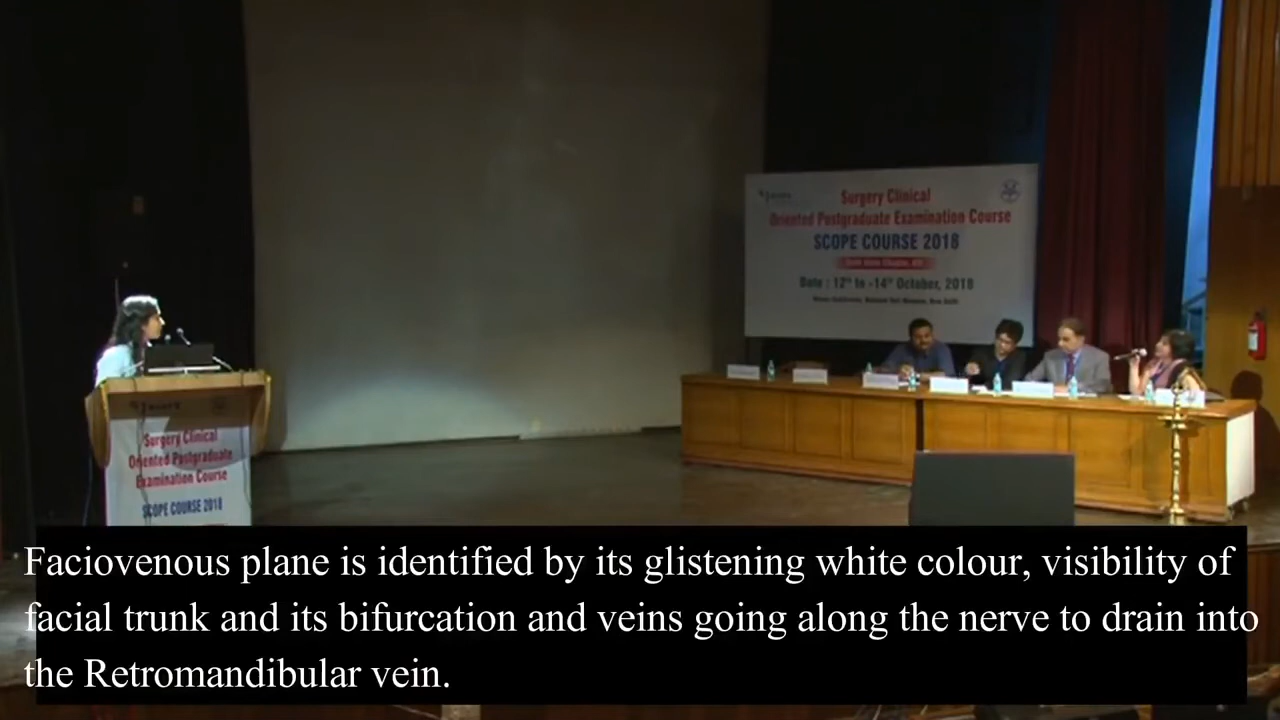 Surgery Clinical
Oriented Postgraduate Examination Course
SCOPE COURSE 2018
Date : 12th to -14th October, 2018
Surgery Clinical
Oriented Postgraduate
Examination Course
SCOPE COURSE 2018
Faciovenous plane is identified by its glistening white colour, visibility of
facial trunk and its bifurcation and veins going along the nerve to drain into
the Retromandibular vein.